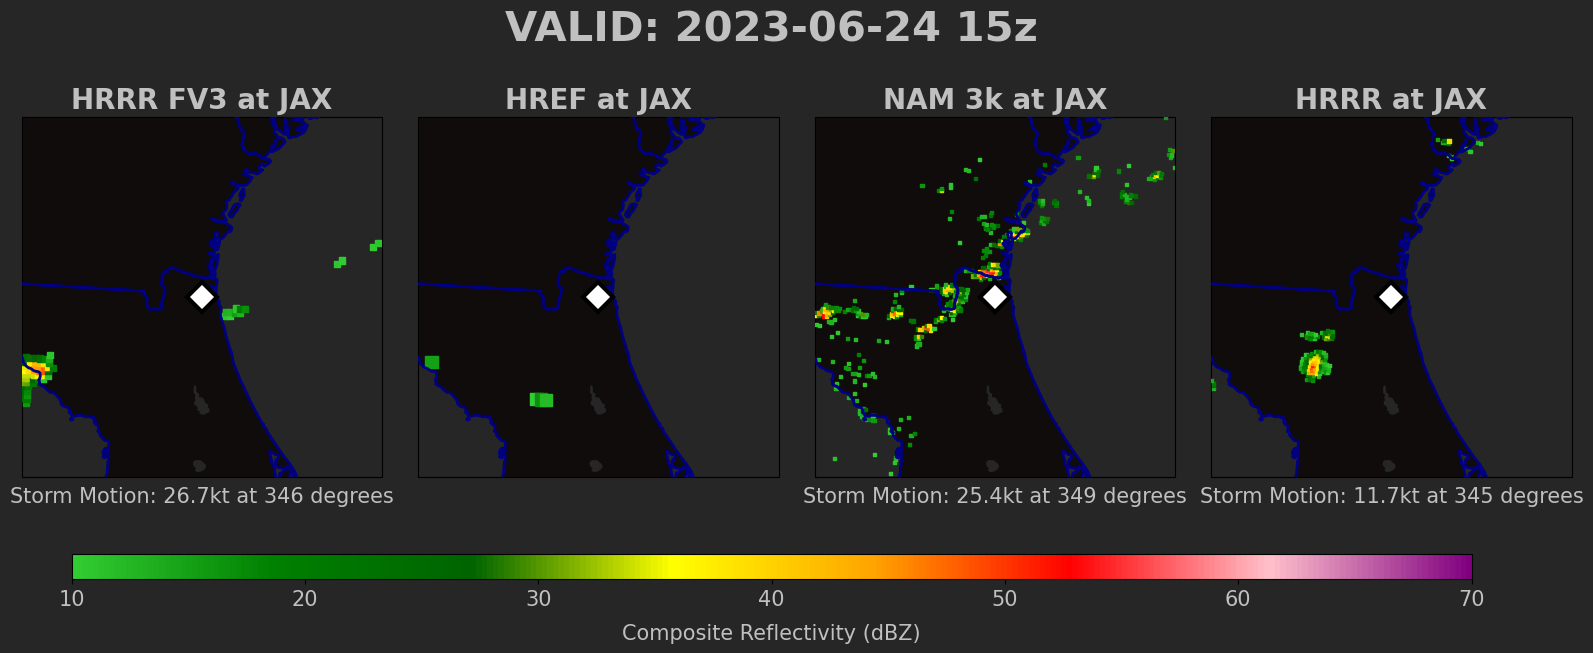 VALID: 2023-06-24 15z
HRRR FV3 at JAX
HREF at JAX
NAM 3k at JAX
HRRR at JAX
Storm Motion: 26.7kt at 346 degrees
Storm Motion: 25.4kt at 349 degrees
Storm Motion: 11.7kt at 345 degrees
10 20 30 40 50 60 70
Composite Reflectivity (dBZ)